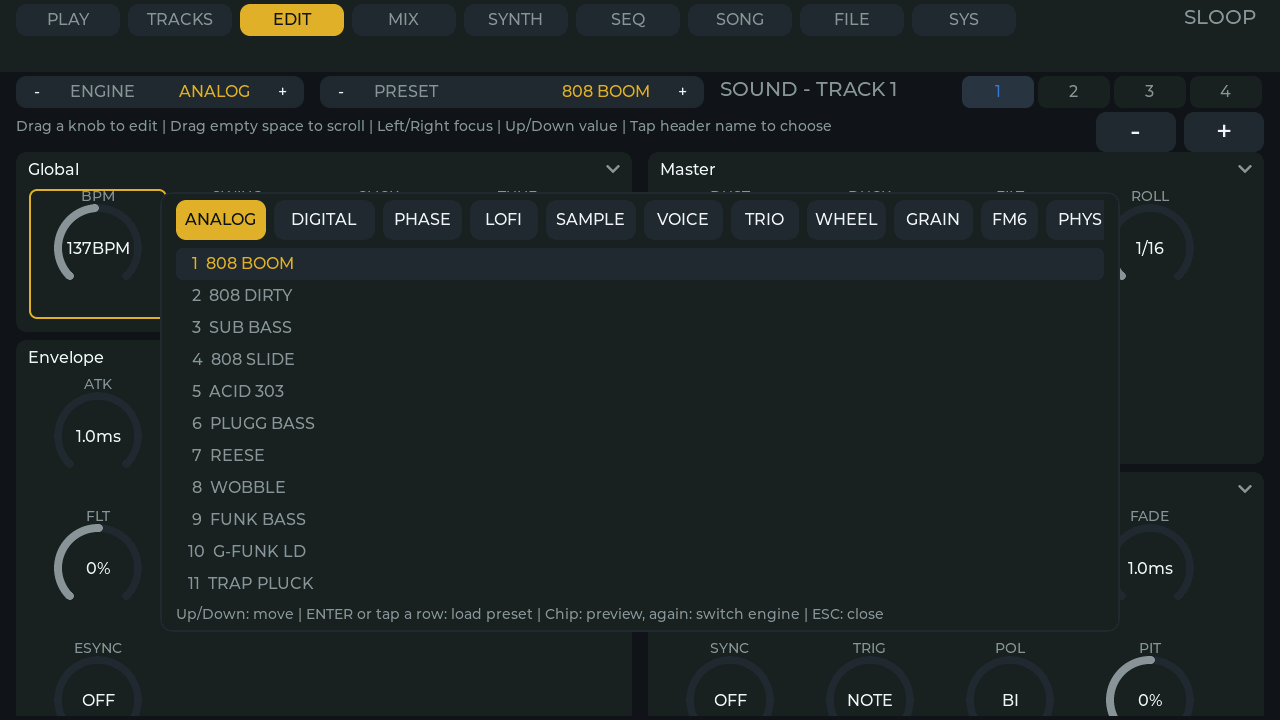 PLAY TRACKS EDIT MIX SYNTH SEQ SONG FILE SYS SLOOP
- ENGINE ANALOG + - PRESET 808 BOOM + SOUND - TRACK 1 1 2 3 4
Drag a knob to edit | Drag empty space to scroll | Left/Right focus | Up/Down value | Tap header name to choose
- +
Global Master
BPM ROLL
137BPM 1/16
ANALOG DIGITAL PHASE LOFI SAMPLE VOICE TRIO WHEEL GRAIN FM6 PHYS
1 808 BOOM
2 808 DIRTY
3 SUB BASS
4 808 SLIDE
5 ACID 303
6 PLUGG BASS
7 REESE
8 WOBBLE
9 FUNK BASS
10 G-FUNK LD
11 TRAP PLUCK
Up/Down: move | ENTER or tap a row: load preset | Chip: preview, again: switch engine | ESC: close
Envelope
ATK
1.0ms
FLT FADE
0% 1.0ms
ESYNC SYNC TRIG POL PIT
OFF OFF NOTE BI 0%